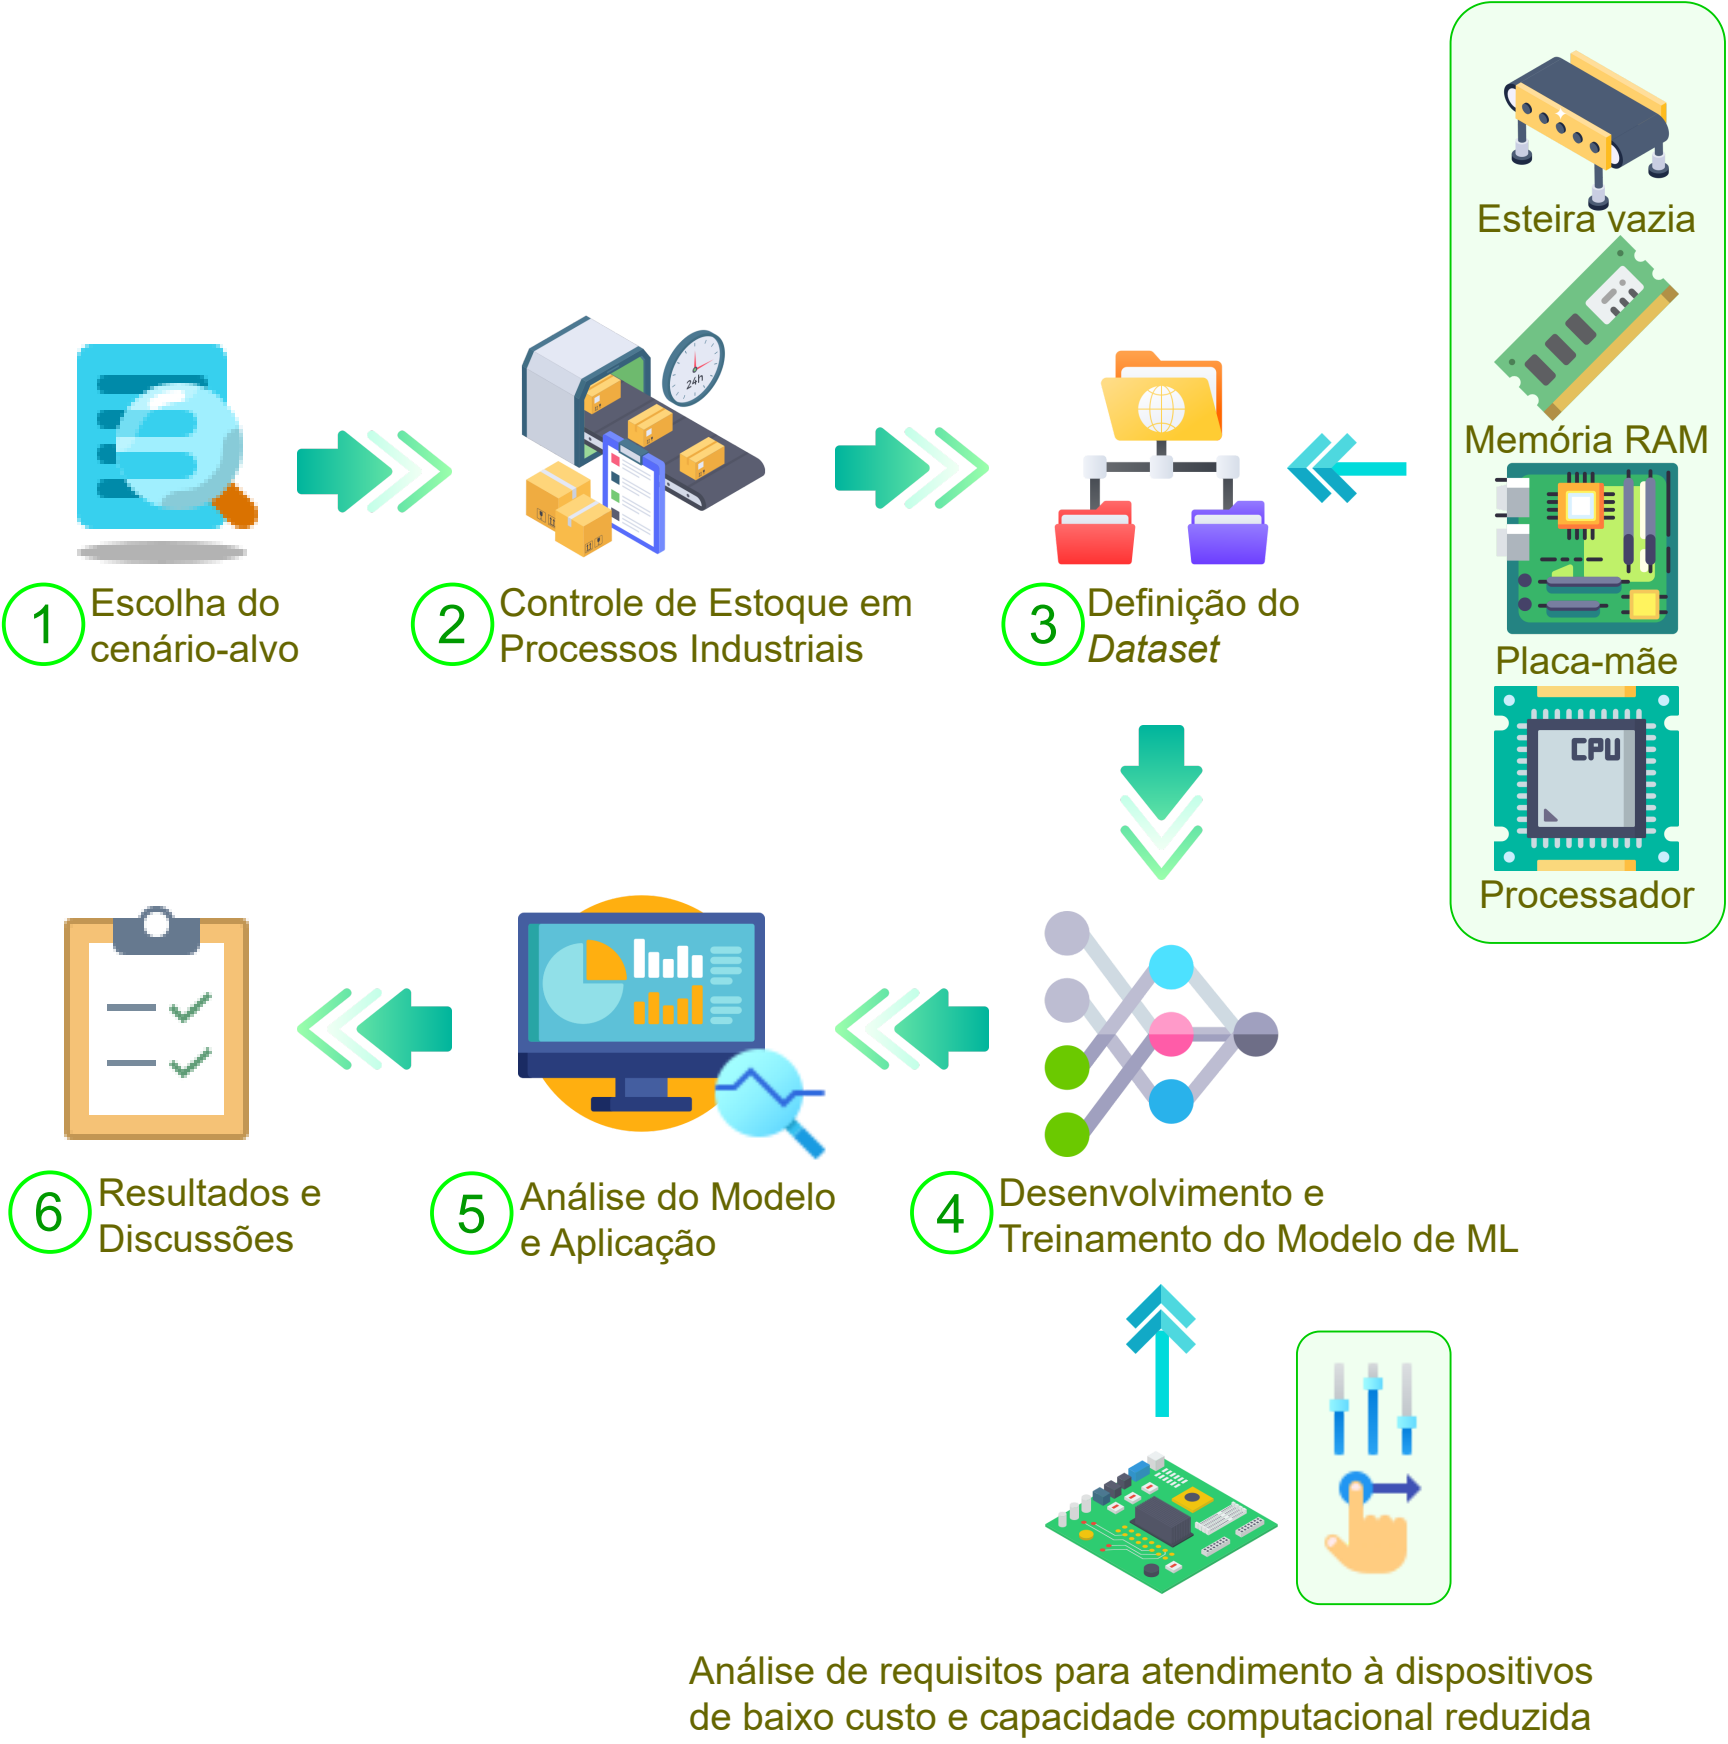 Esteira vazia
Memória RAM
Placa-mãe
CPU
Processador
24h
1 Escolha do
cenário-alvo
2 Controle de Estoque em
Processos Industriais
3 Definição do
Dataset
4 Desenvolvimento e
Treinamento do Modelo de ML
5 Análise do Modelo
e Aplicação
6 Resultados e
Discussões
Análise de requisitos para atendimento à dispositivos
de baixo custo e capacidade computacional reduzida